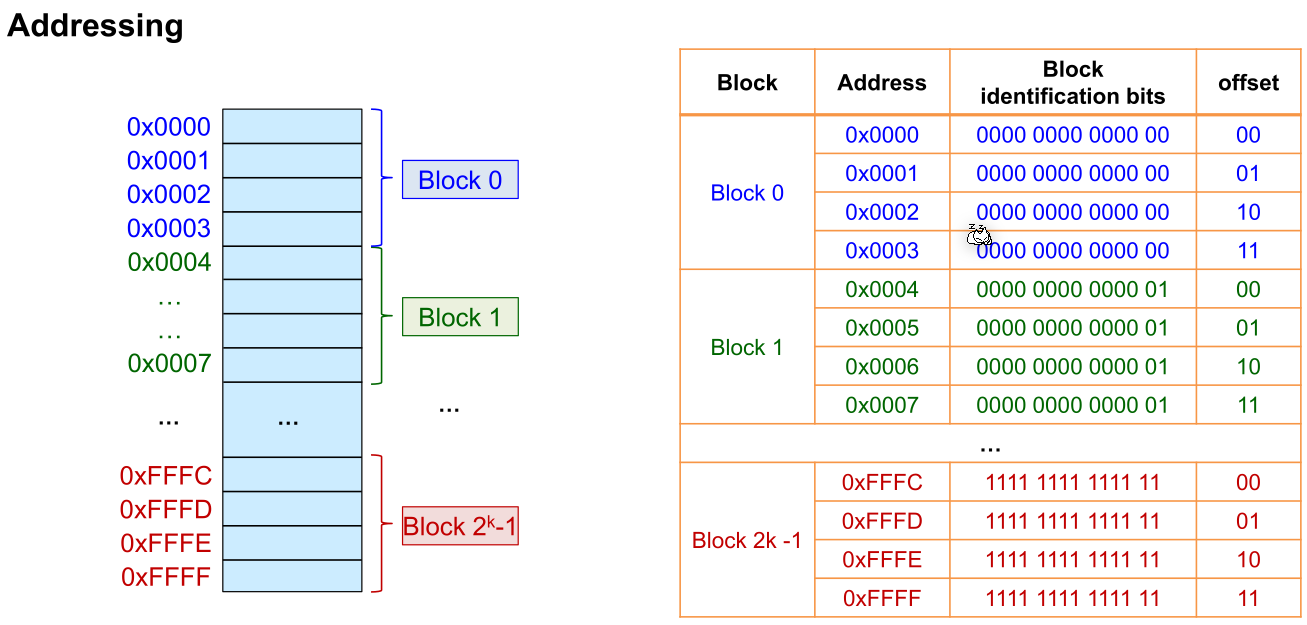 Addressing
0x0000
0x0001
0x0002
0x0003
0x0004
...
...
0x0007
...
0xFFFC
0xFFFD
0xFFFE
0xFFFF
...
Block 0
Block 1
...
Block 2ᵏ-1
Block Address Block identification bits offset
Block 0
0x0000 0000 0000 0000 00 00
0x0001 0000 0000 0000 00 01
0x0002 0000 0000 0000 00 10
0x0003 0000 0000 0000 00 11
Block 1
0x0004 0000 0000 0000 01 00
0x0005 0000 0000 0000 01 01
0x0006 0000 0000 0000 01 10
0x0007 0000 0000 0000 01 11
...
Block 2k -1
0xFFFC 1111 1111 1111 11 00
0xFFFD 1111 1111 1111 11 01
0xFFFE 1111 1111 1111 11 10
0xFFFF 1111 1111 1111 11 11